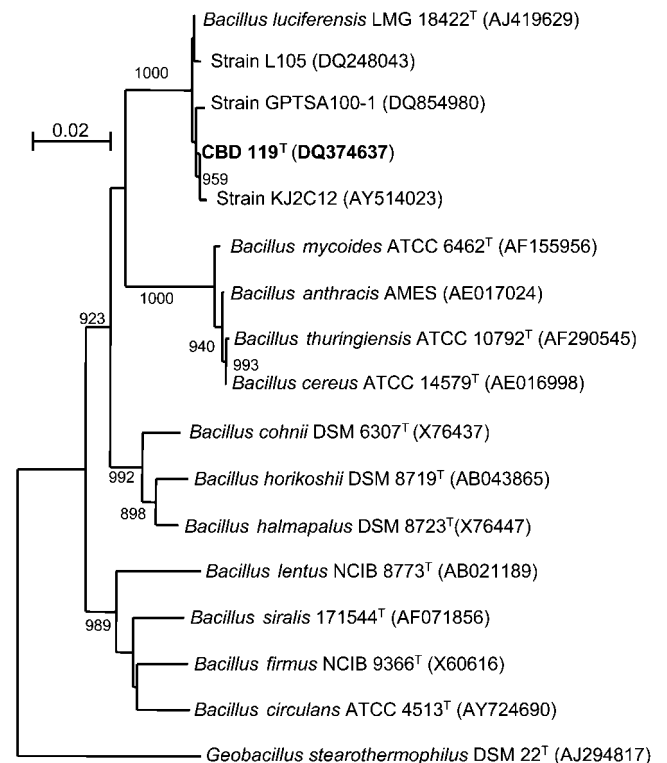 Bacillus luciferensis LMG 18422T (AJ419629)
Strain L105 (DQ248043)
1000
Strain GPTSA100-1 (DQ854980)
0.02
CBD 119T (DQ374637)
959
Strain KJ2C12 (AY514023)
Bacillus mycoides ATCC 6462T (AF155956)
Bacillus anthracis AMES (AE017024)
1000
923
Bacillus thuringiensis ATCC 10792T (AF290545)
940
993
Bacillus cereus ATCC 14579T (AE016998)
Bacillus cohnii DSM 6307T (X76437)
992
Bacillus horikoshii DSM 8719T (AB043865)
898
Bacillus halmapalus DSM 8723T(X76447)
Bacillus lentus NCIB 8773T (AB021189)
Bacillus siralis 171544T (AF071856)
989
Bacillus firmus NCIB 9366T (X60616)
Bacillus circulans ATCC 4513T (AY724690)
Geobacillus stearothermophilus DSM 22T (AJ294817)